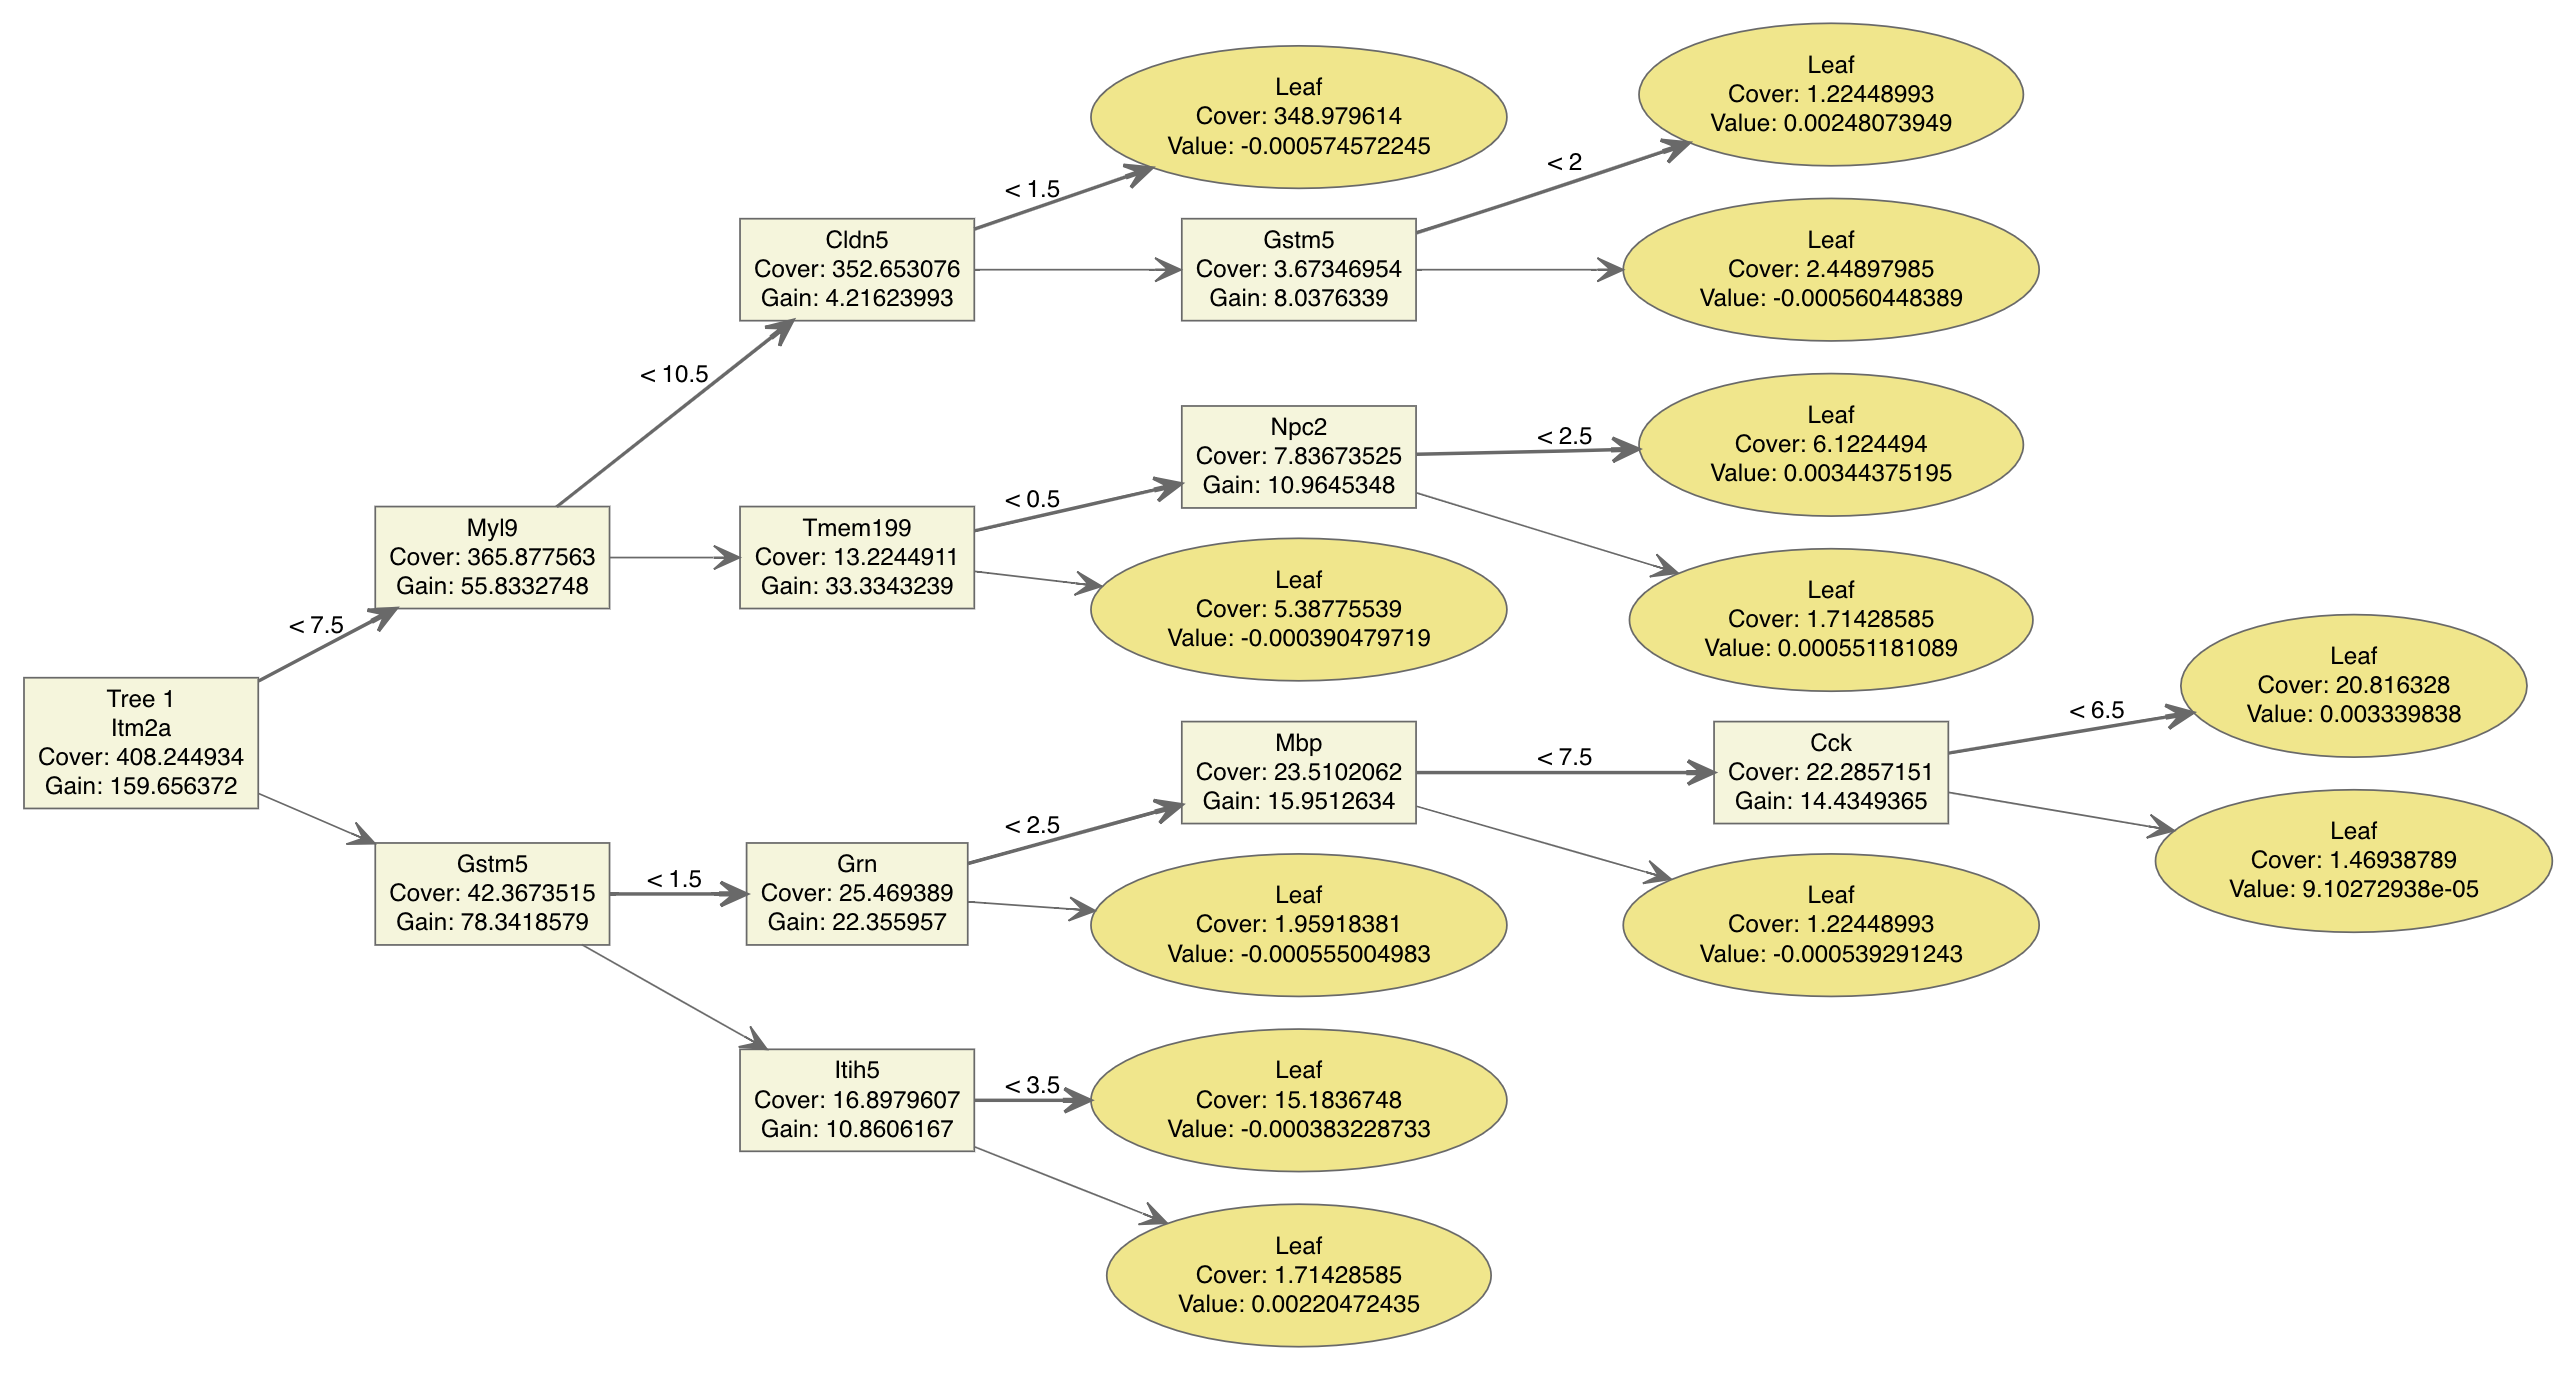 Leaf
Cover: 1.22448993
Value: 0.00248073949
Leaf
Cover: 348.979614
Value: -0.000574572245
< 2
< 1.5
Cldn5
Cover: 352.653076
Gain: 4.21623993
Gstm5
Cover: 3.67346954
Gain: 8.0376339
Leaf
Cover: 2.44897985
Value: -0.000560448389
< 10.5
Npc2
Cover: 7.83673525
Gain: 10.9645348
< 2.5
Leaf
Cover: 6.1224494
Value: 0.00344375195
< 0.5
Myl9
Cover: 365.877563
Gain: 55.8332748
Tmem199
Cover: 13.2244911
Gain: 33.3343239
Leaf
Cover: 5.38775539
Value: -0.000390479719
Leaf
Cover: 1.71428585
Value: 0.000551181089
< 7.5
Tree 1
Itm2a
Cover: 408.244934
Gain: 159.656372
Mbp
Cover: 23.5102062
Gain: 15.9512634
< 7.5
Cck
Cover: 22.2857151
Gain: 14.4349365
< 6.5
Leaf
Cover: 20.816328
Value: 0.003339838
Leaf
Cover: 1.46938789
Value: 9.10272938e-05
< 2.5
Gstm5
Cover: 42.3673515
Gain: 78.3418579
< 1.5
Grn
Cover: 25.469389
Gain: 22.355957
Leaf
Cover: 1.95918381
Value: -0.000555004983
Leaf
Cover: 1.22448993
Value: -0.000539291243
Itih5
Cover: 16.8979607
Gain: 10.8606167
< 3.5
Leaf
Cover: 15.1836748
Value: -0.000383228733
Leaf
Cover: 1.71428585
Value: 0.00220472435